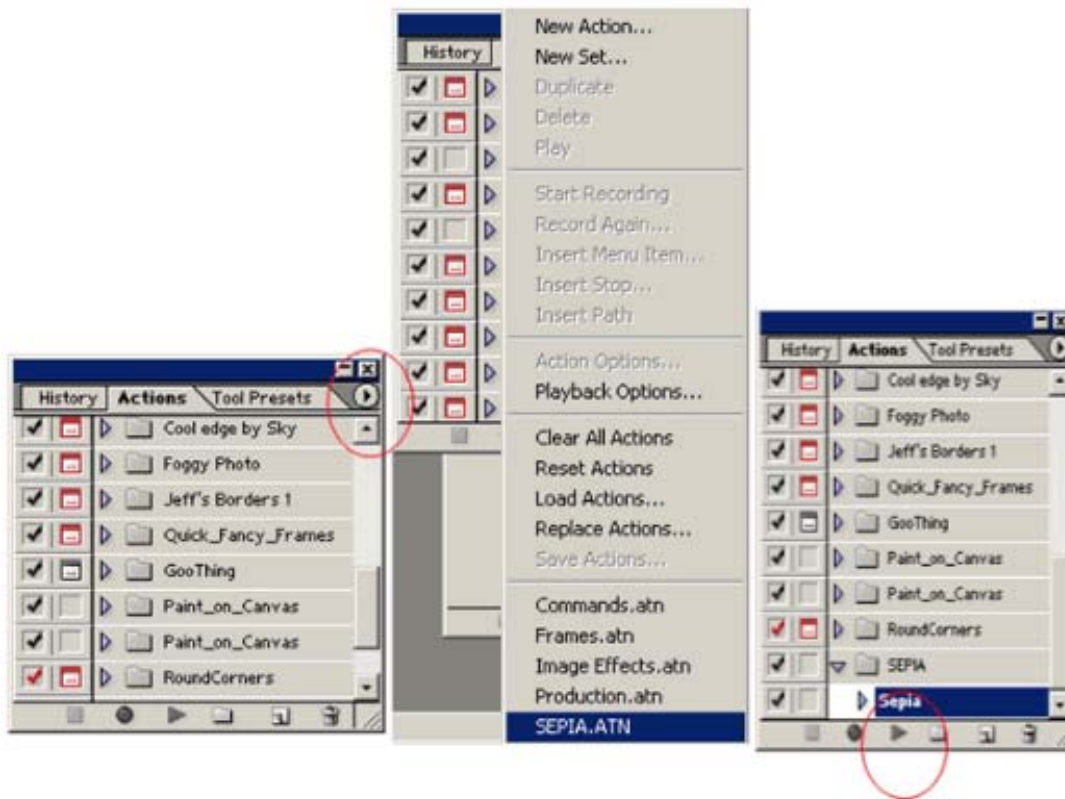 History Actions Tool Presets
Cool edge by Sky
Foggy Photo
Jeff's Borders 1
Quick_Fancy_Frames
GooThing
Paint_on_Canvas
Paint_on_Canvas
RoundCorners
History
New Action...
New Set...
Duplicate
Delete
Play
Start Recording
Record Again...
Insert Menu Item...
Insert Stop...
Insert Path
Action Options...
Playback Options...
Clear All Actions
Reset Actions
Load Actions...
Replace Actions...
Save Actions...
Commands.atn
Frames.atn
Image Effects.atn
Production.atn
SEPIA.ATN
History Actions Tool Presets
Cool edge by Sky
Foggy Photo
Jeff's Borders 1
Quick_Fancy_Frames
GooThing
Paint_on_Canvas
Paint_on_Canvas
RoundCorners
SEPIA
Sepia